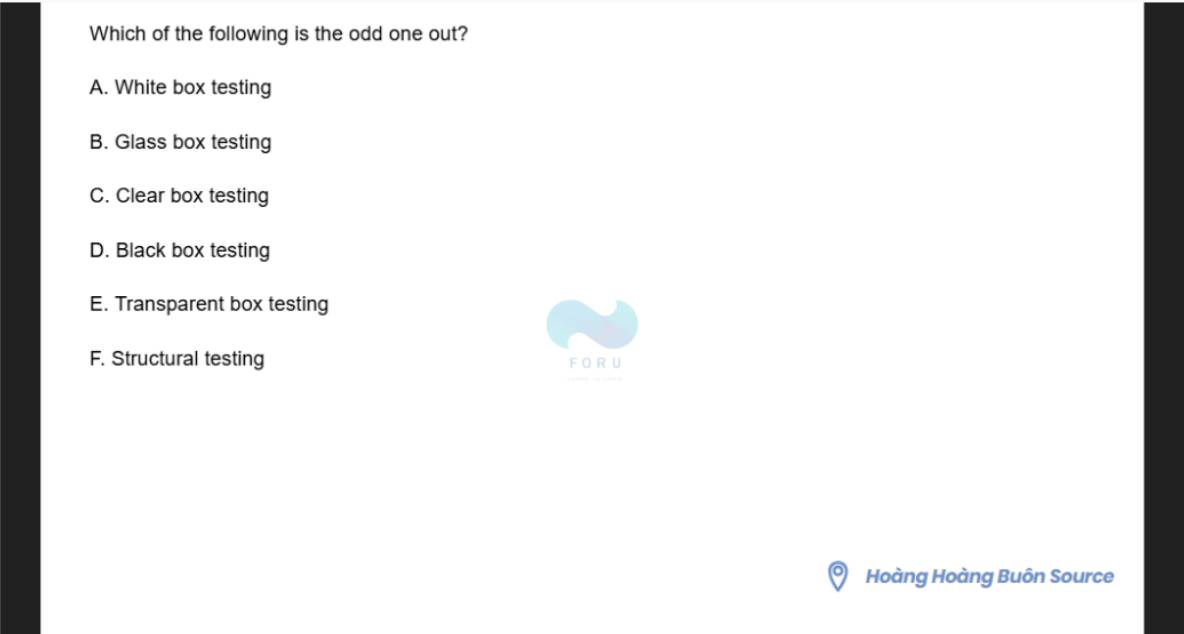 Which of the following is the odd one out?
A. White box testing
B. Glass box testing
C. Clear box testing
D. Black box testing
E. Transparent box testing
F. Structural testing
FORU
Hoàng Hoàng Buôn Source